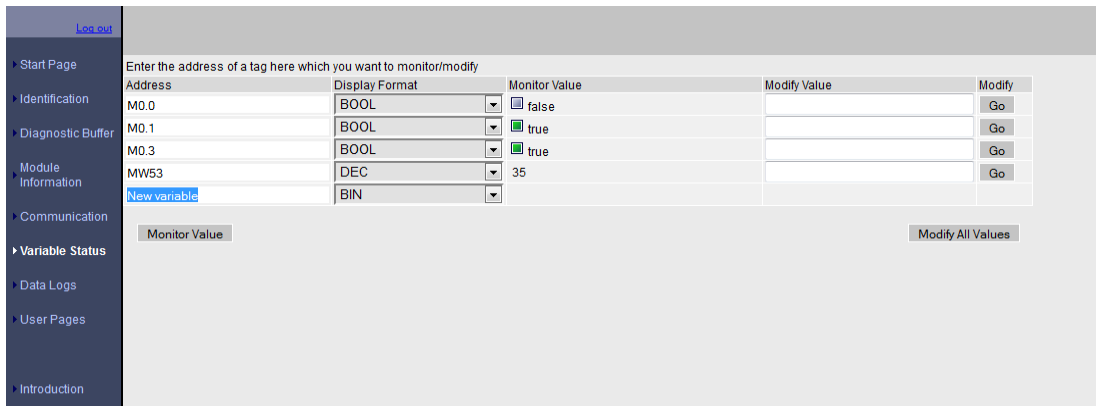 Log out
Start Page
Identification
Diagnostic Buffer
Module
Information
Communication
Variable Status
Data Logs
User Pages
Introduction
Enter the address of a tag here which you want to monitor/modify
Address Display Format Monitor Value Modify Value Modify
M0.0 BOOL false Go
M0.1 BOOL true Go
M0.3 BOOL true Go
MW53 DEC 35 Go
New variable BIN
Monitor Value Modify All Values